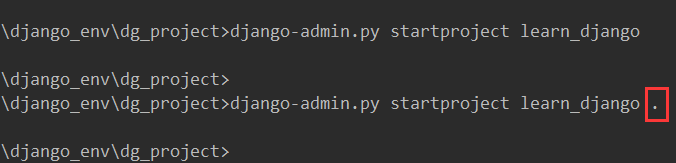 \django_env\dg_project>django-admin.py startproject learn_django
\django_env\dg_project>
\django_env\dg_project>django-admin.py startproject learn_django .
\django_env\dg_project>